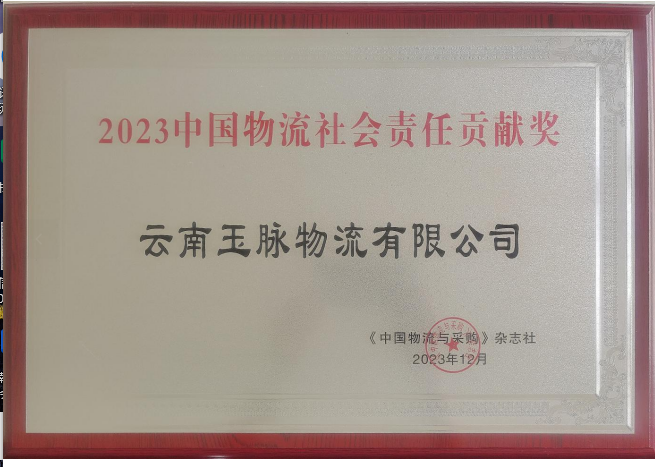 2023中国物流社会责任贡献奖
云南玉脉物流有限公司
《中国物流与采购》杂志社
2023年12月